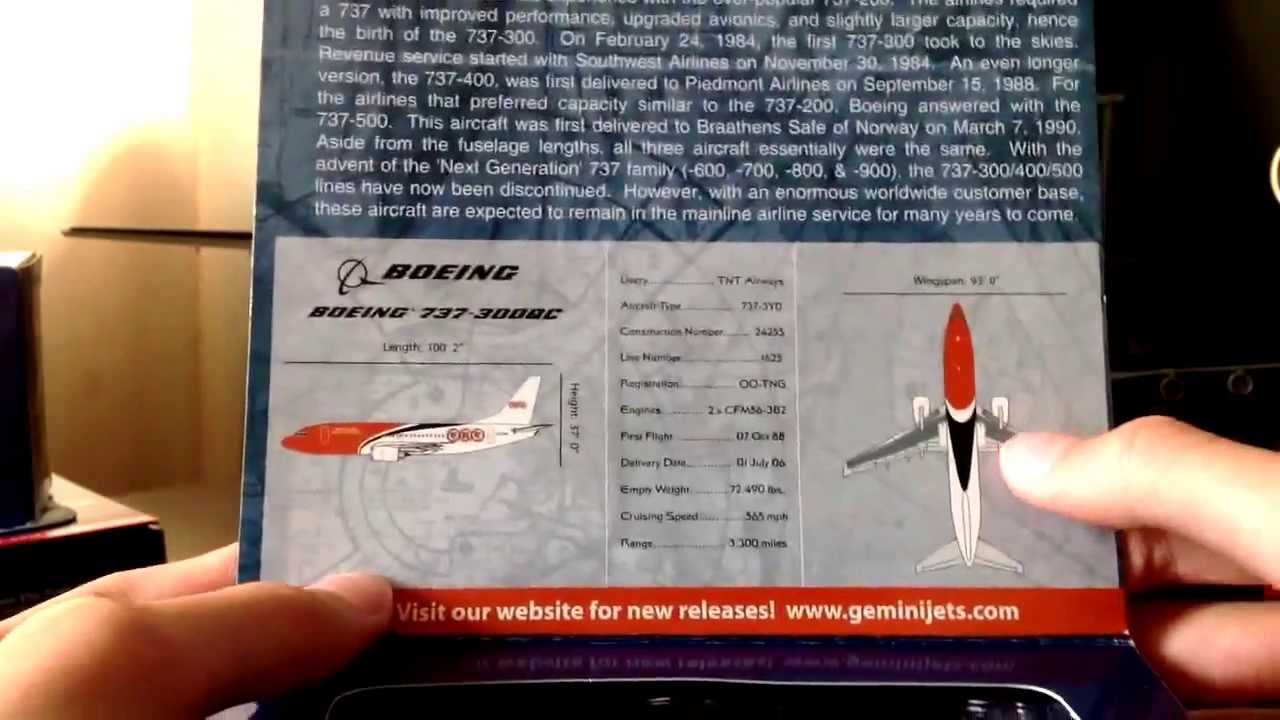 a 737 with improved performance, upgraded avionics, and slightly larger capacity, hence
the birth of the 737-300. On February 24, 1984, the first 737-300 took to the skies.
Revenue service started with Southwest Airlines on November 30, 1984. An even longer
version, the 737-400, was first delivered to Piedmont Airlines on September 15, 1988. For
the airlines that preferred capacity similar to the 737-200, Boeing answered with the
737-500. This aircraft was first delivered to Braathens Safe of Norway on March 7, 1990.
Aside from the fuselage lengths, all three aircraft essentially were the same. With the
advent of the 'Next Generation' 737 family (-600, -700, -800, & -900), the 737-300/400/500
lines have now been discontinued. However, with an enormous worldwide customer base,
these aircraft are expected to remain in the mainline airline service for many years to come.
BOEING
BOEING 737-300QC
Length: 100' 2"
Height: 37' 0"
Livery TNT Airways
Aircraft Type 737-3Y0
Construction Number 24255
Line Number 1625
Registration OO-TNG
Engines 2 x CFM56-3B2
First Flight 07 Oct 88
Delivery Date 01 July 06
Empty Weight 72,490 lbs.
Cruising Speed 565 mph
Range 3,300 miles
Wingspan: 93' 0"
Visit our website for new releases! www.geminijets.com